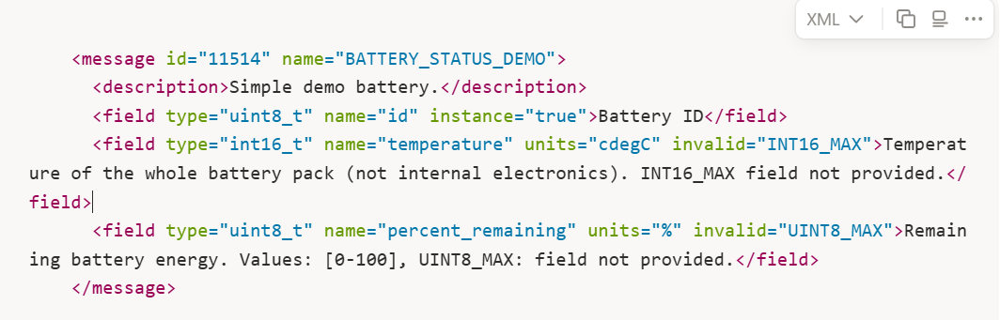 XML
<message id="11514" name="BATTERY_STATUS_DEMO">
<description>Simple demo battery.</description>
<field type="uint8_t" name="id" instance="true">Battery ID</field>
<field type="int16_t" name="temperature" units="cdegC" invalid="INT16_MAX">Temperat
ure of the whole battery pack (not internal electronics). INT16_MAX field not provided.</
field>
<field type="uint8_t" name="percent_remaining" units="%" invalid="UINT8_MAX">Remain
ing battery energy. Values: [0-100], UINT8_MAX: field not provided.</field>
</message>